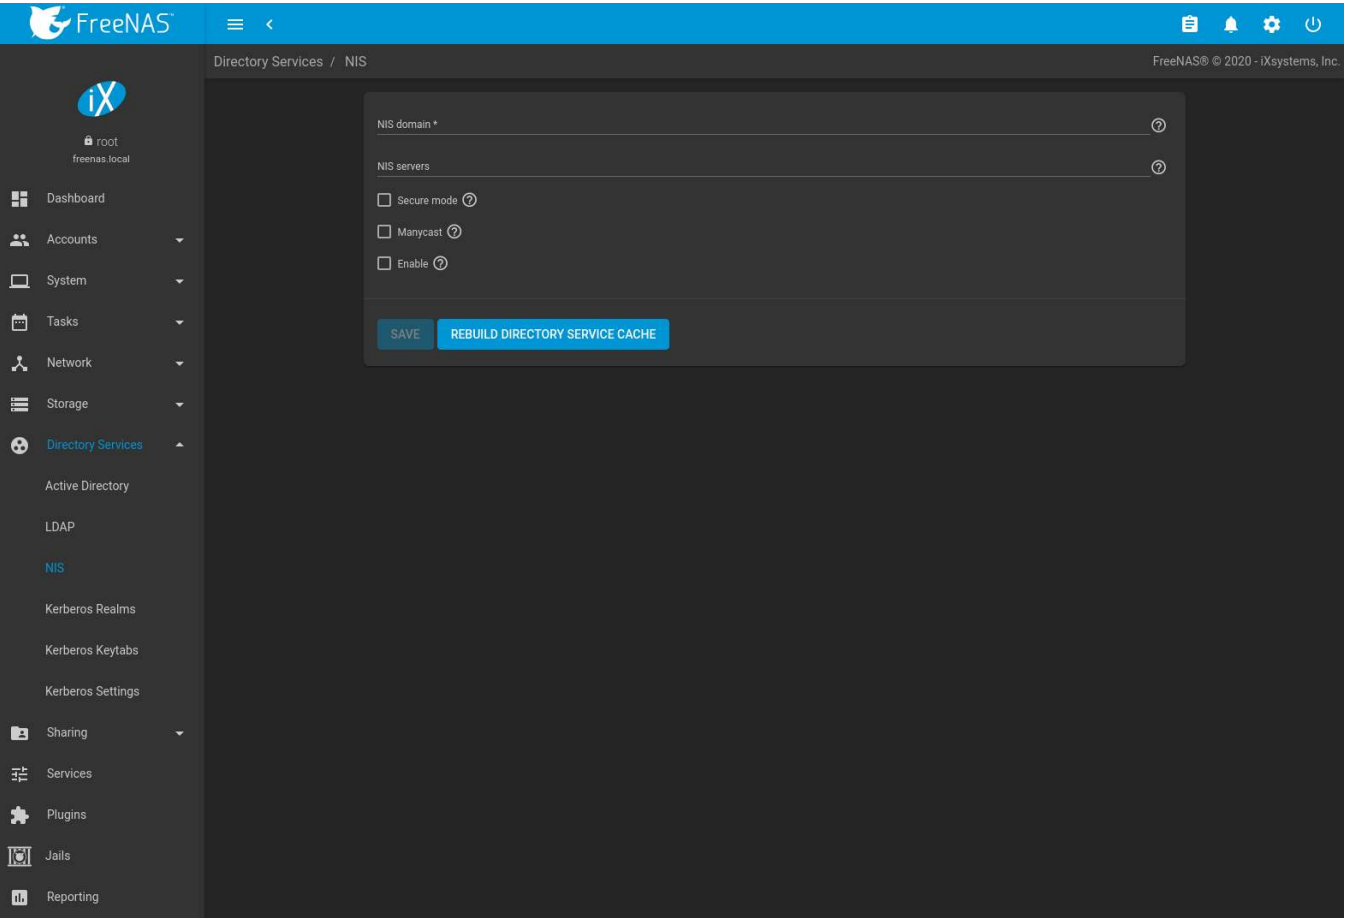 FreeNAS™
Directory Services / NIS
FreeNAS® © 2020 - iXsystems, Inc.
iX
root
freenas.local
Dashboard
Accounts
System
Tasks
Network
Storage
Directory Services
Active Directory
LDAP
NIS
Kerberos Realms
Kerberos Keytabs
Kerberos Settings
Sharing
Services
Plugins
Jails
Reporting
NIS domain *
NIS servers
Secure mode
Manycast
Enable
SAVE REBUILD DIRECTORY SERVICE CACHE